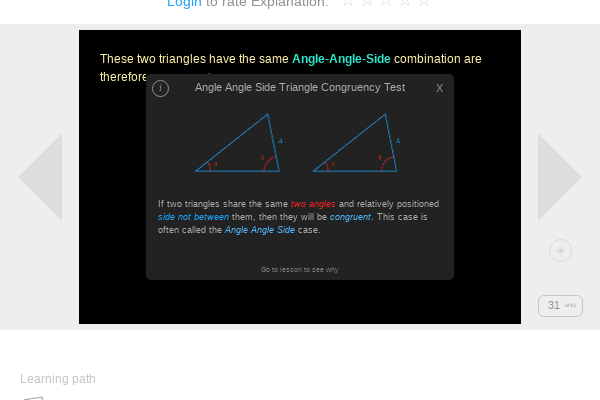 Login to rate Explanation:
These two triangles have the same Angle-Angle-Side combination are
therefore
i Angle Angle Side Triangle Congruency Test X
If two triangles share the same two angles and relatively positioned
side not between them, then they will be congruent. This case is
often called the Angle Angle Side case.
Go to lesson to see why
31
Learning path